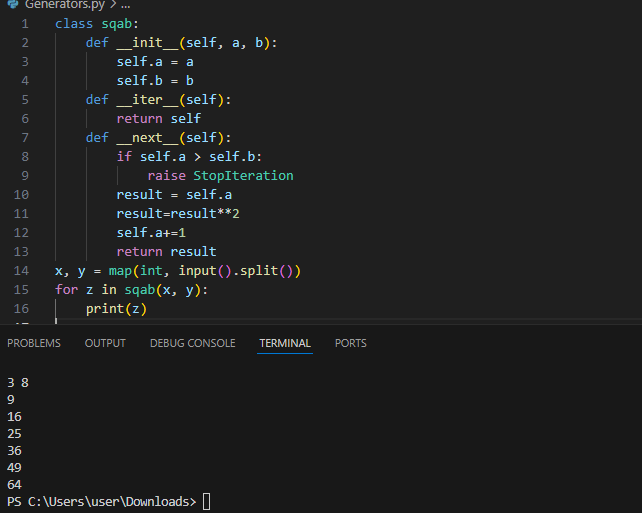 Generators.py > ...
1 class sqab:
2     def __init__(self, a, b):
3         self.a = a
4         self.b = b
5     def __iter__(self):
6         return self
7     def __next__(self):
8         if self.a > self.b:
9             raise StopIteration
10         result = self.a
11         result=result**2
12         self.a+=1
13         return result
14 x, y = map(int, input().split())
15 for z in sqab(x, y):
16     print(z)
17
PROBLEMS OUTPUT DEBUG CONSOLE TERMINAL PORTS
3 8
9
16
25
36
49
64
PS C:\Users\user\Downloads>